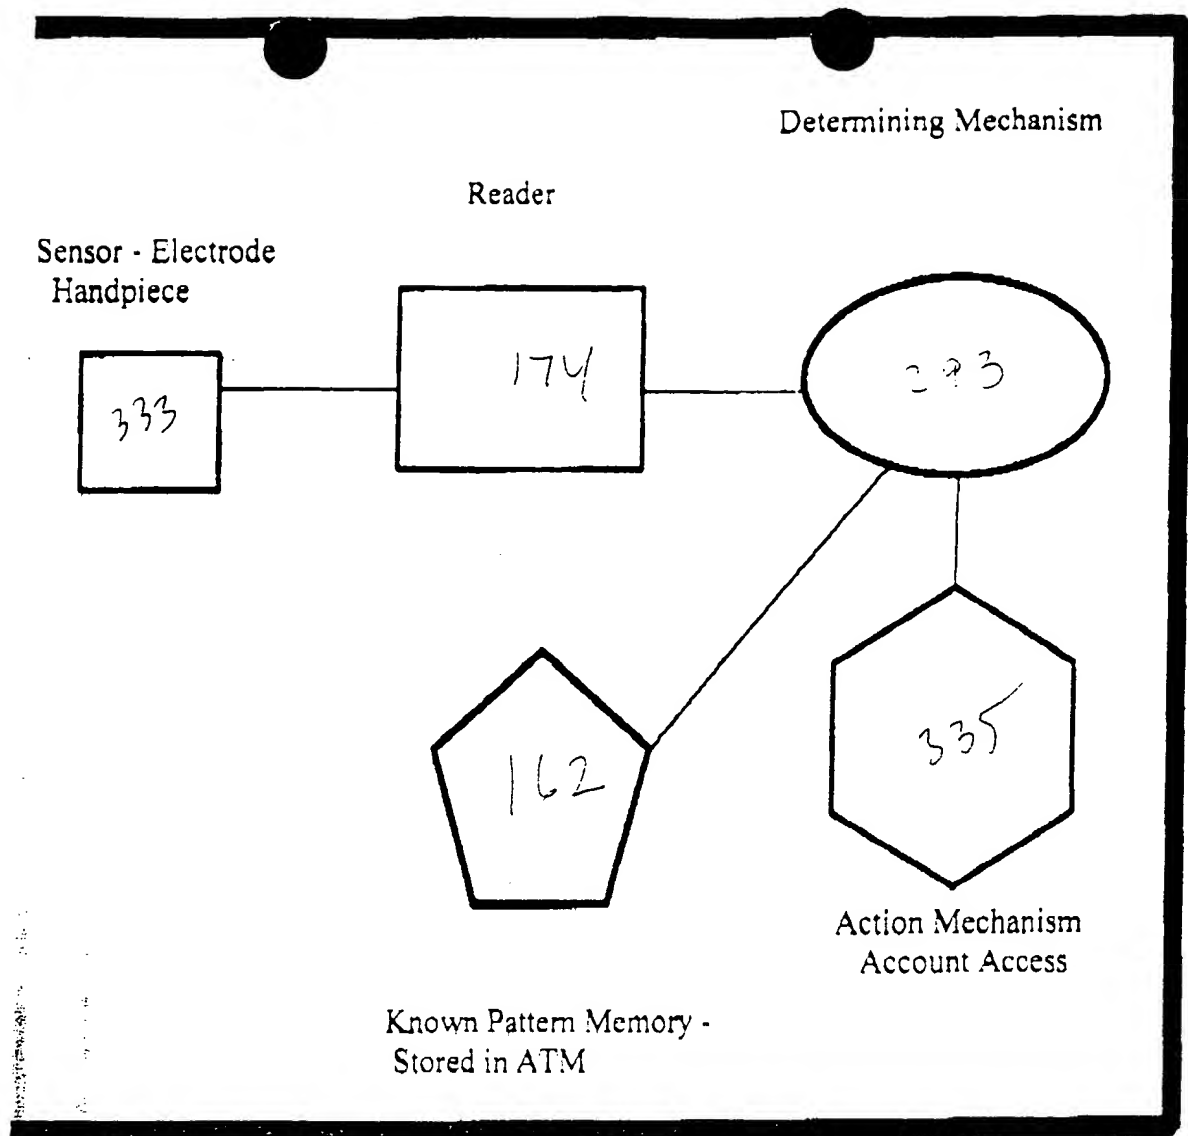 Determining Mechanism
Reader
Sensor - Electrode
Handpiece
174
333
162
335
Action Mechanism
Account Access
Known Pattern Memory -
Stored in ATM